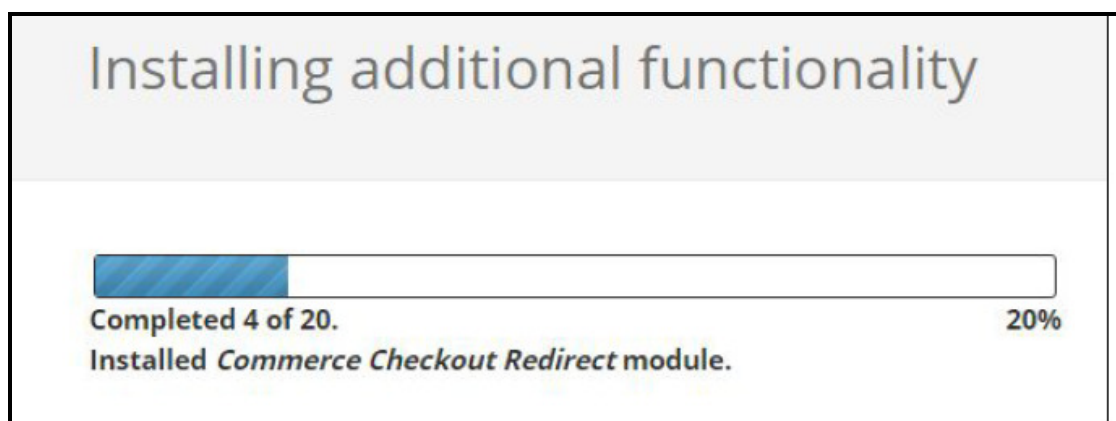 Installing additional functionality
Completed 4 of 20.
20%
Installed Commerce Checkout Redirect module.